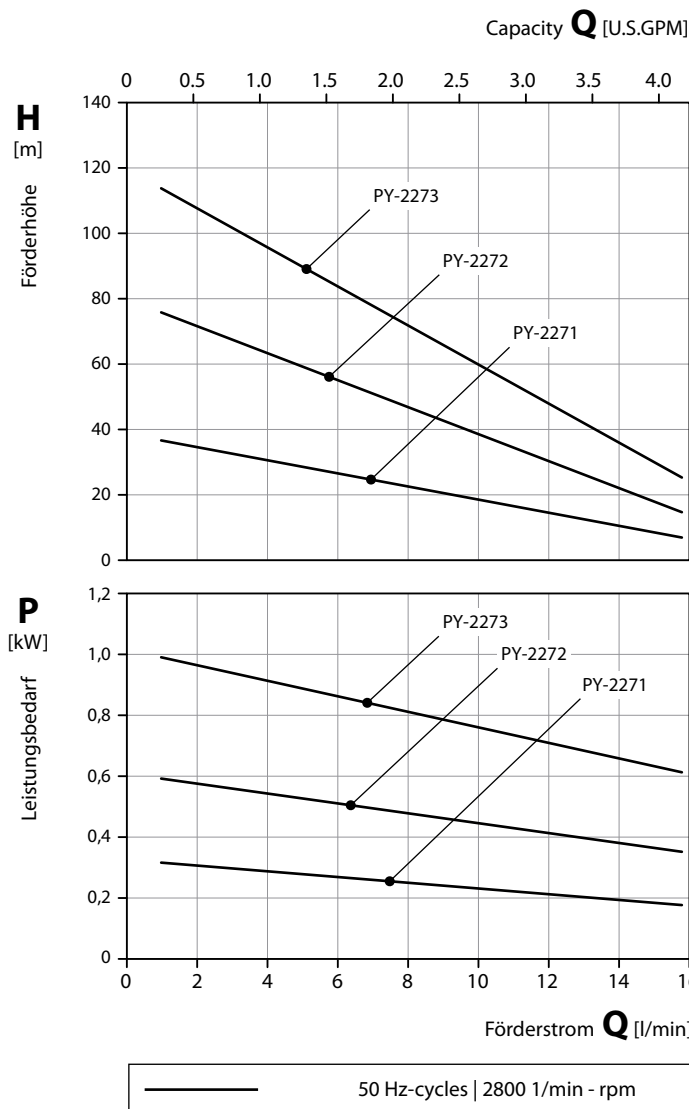 Capacity Q [U.S.GPM]
0 0.5 1.0 1.5 2.0 2.5 3.0 3.5 4.0
H
[m]
Förderhöhe
140
120
100
80
60
40
20
0
PY-2273
PY-2272
PY-2271
P
[kW]
Leistungsbedarf
1,2
1,0
0,8
0,6
0,4
0,2
0
PY-2273
PY-2272
PY-2271
0 2 4 6 8 10 12 14 16
Förderstrom Q [l/min]
50 Hz-cycles | 2800 1/min - rpm